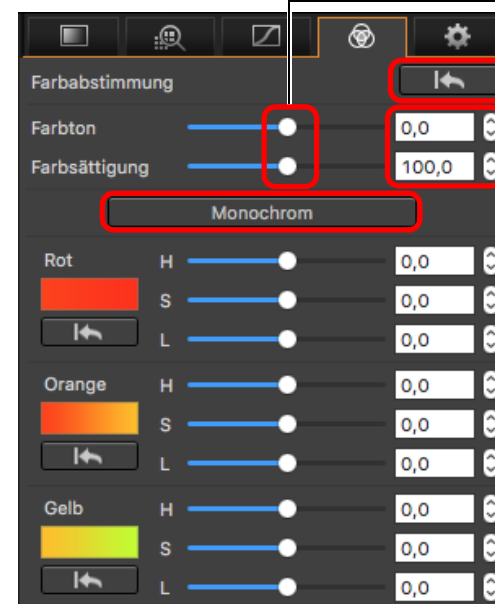 Farbabstimmung
Farbton 0,0
Farbsättigung 100,0
Monochrom
Rot H 0,0
S 0,0
L 0,0
Orange H 0,0
S 0,0
L 0,0
Gelb H 0,0
S 0,0
L 0,0